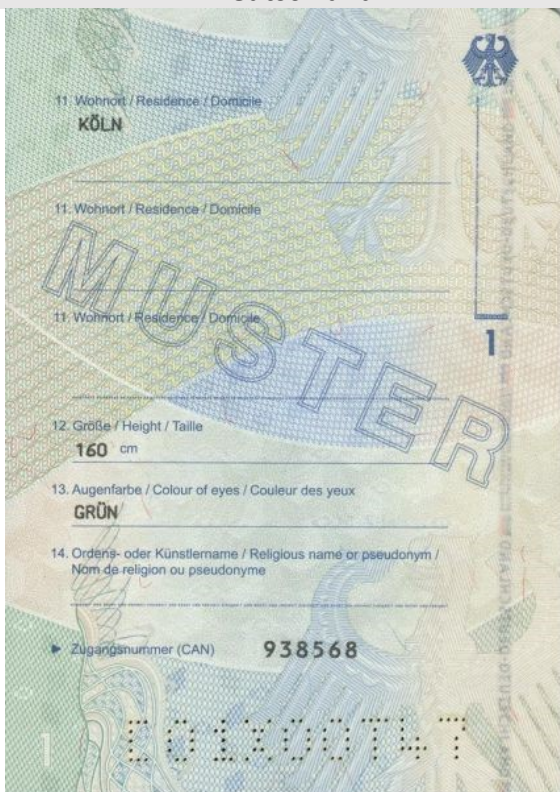 11. Wohnort / Residence / Domicile
KÖLN
11. Wohnort / Residence / Domicile
MUSTER
11. Wohnort / Residence / Domicile
1
12. Größe / Height / Taille
160 cm
13. Augenfarbe / Colour of eyes / Couleur des yeux
GRÜN
14. Ordens- oder Künstlername / Religious name or pseudonym /
Nom de religion ou pseudonyme
► Zugangsnummer (CAN) 938568
1
C01X00T47